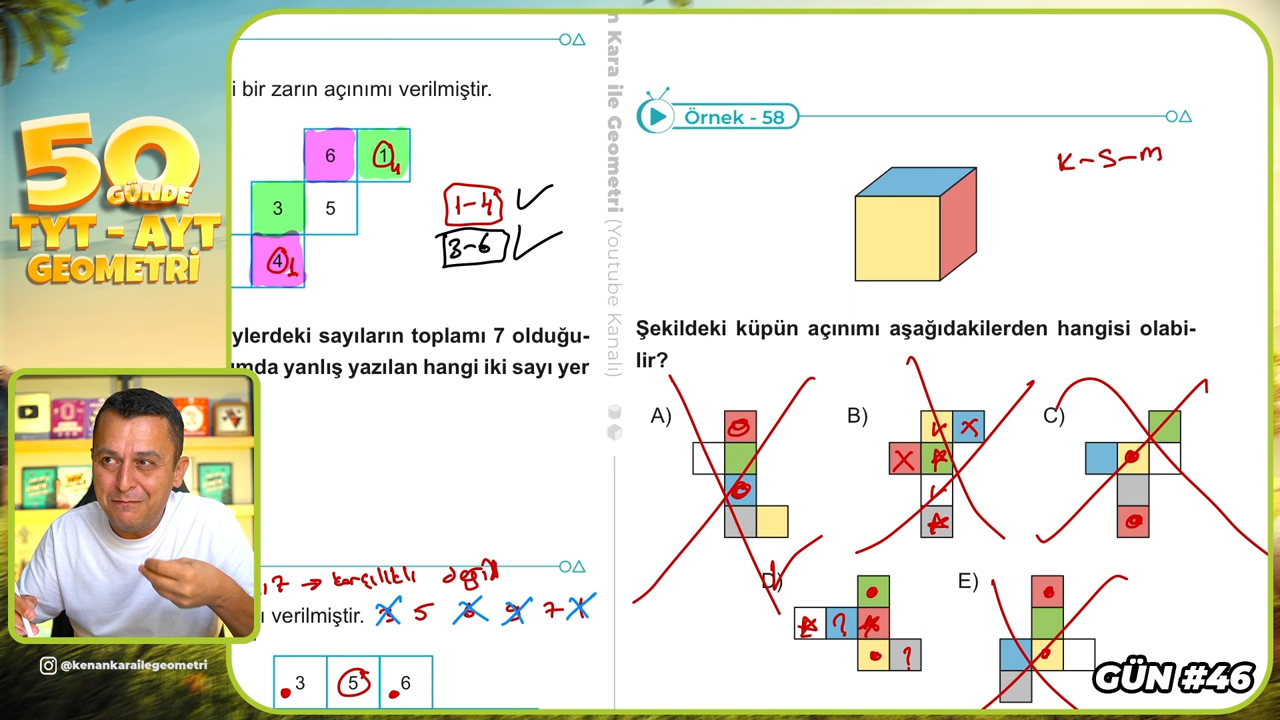 50
GÜNDE
TYT - AYT
GEOMETRİ
i bir zarın açınımı verilmiştir.
6 1 4
3 5
4 1
1-4
3-6
ylerdeki sayıların toplamı 7 olduğu-
ımda yanlış yazılan hangi iki sayı yer
,7 → karşılıklı değil
verilmiştir. 3 5 7 1
3 5 6
n Kara ile Geometri (Youtube Kanalı)
Örnek - 58
K-S-M
Şekildeki küpün açınımı aşağıdakilerden hangisi olabi-
lir?
A)
B)
C)
D)
? ?
E)
@kenankarailegeometri
GÜN #46